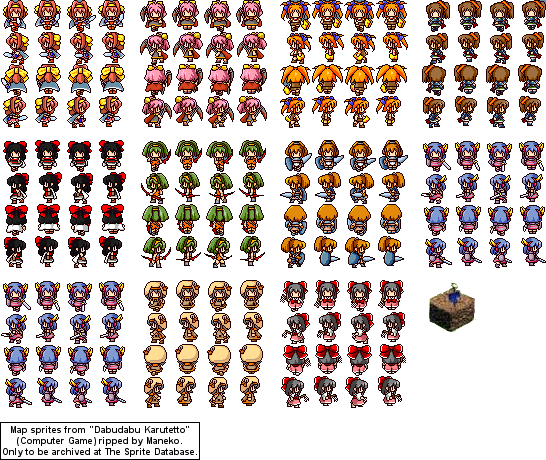 Map sprites from "Dabudabu Karutetto"
(Computer Game) ripped by Maneko.
Only to be archived at The Sprite Database.